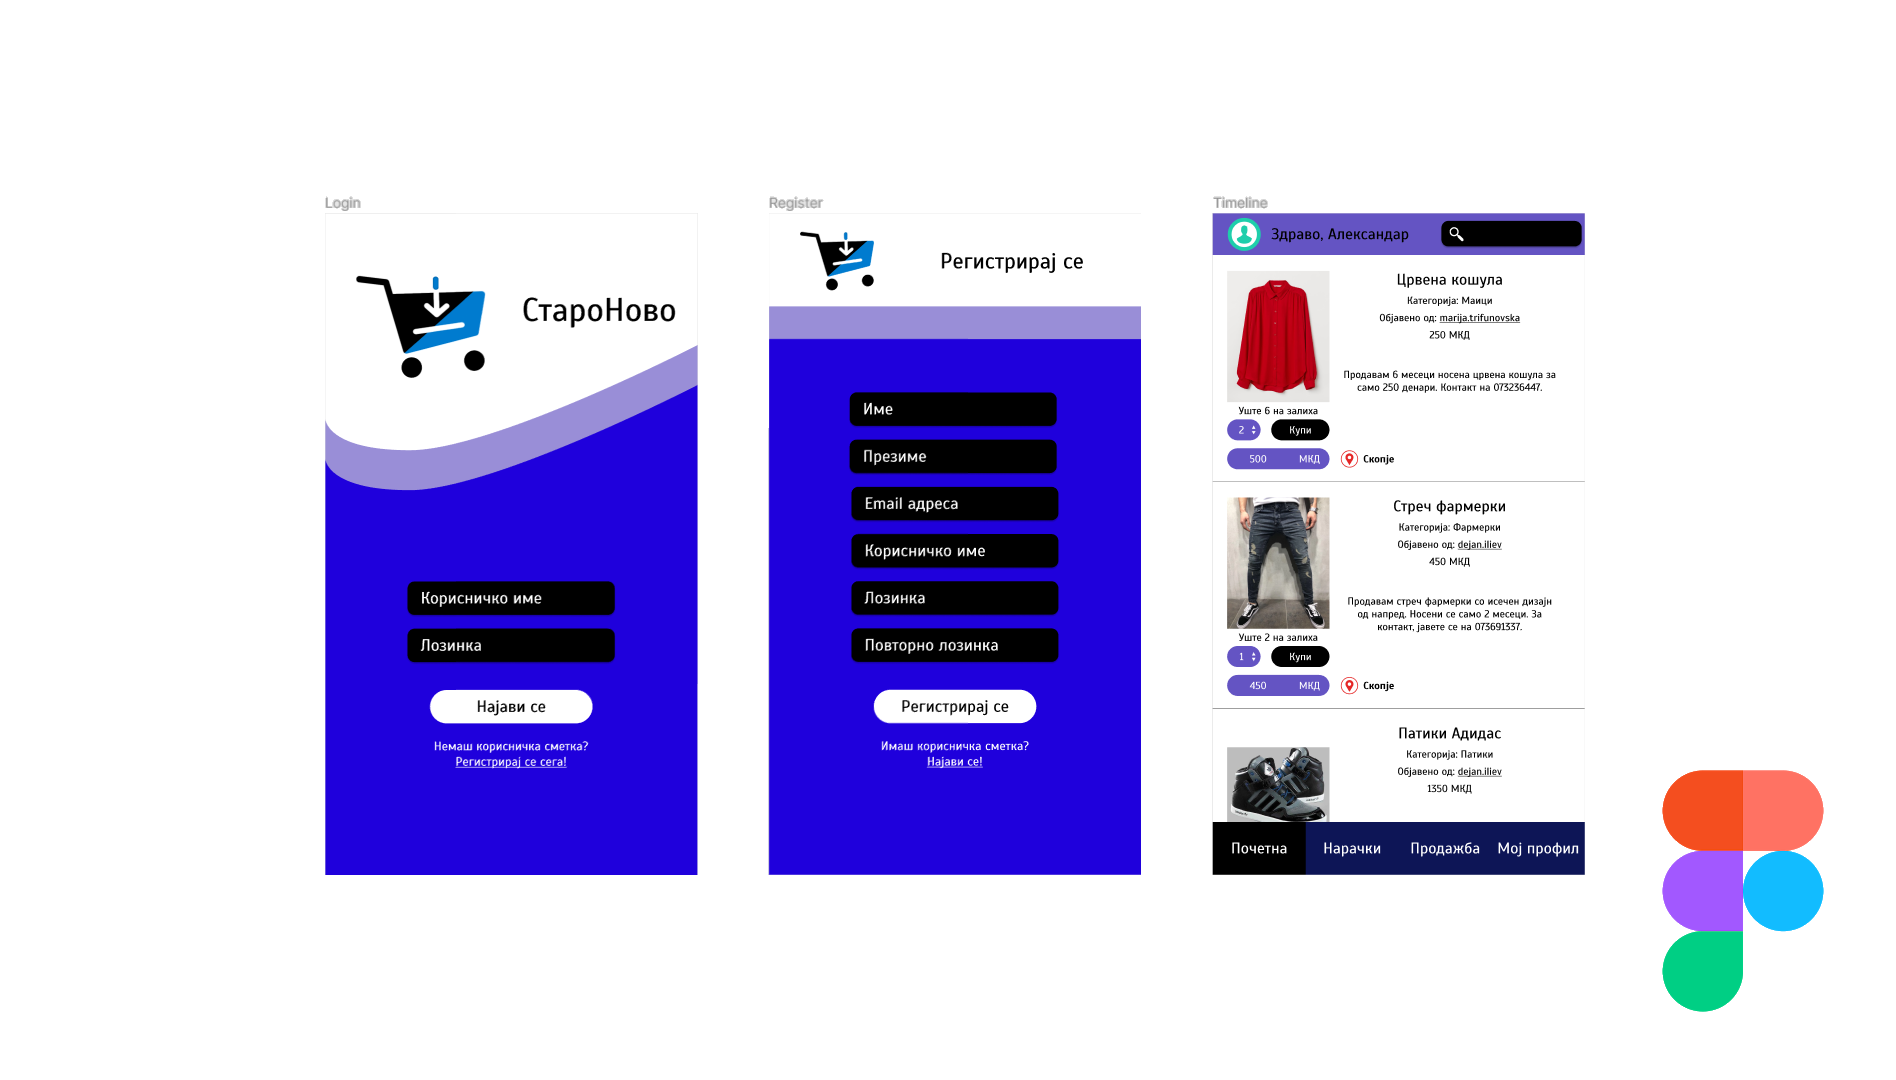 Login
СтароНово
Корисничко име
Лозинка
Најави се
Немаш корисничка сметка?
Регистрирај се сега!
Register
Регистрирај се
Име
Презиме
Email адреса
Корисничко име
Лозинка
Повторно лозинка
Регистрирај се
Имаш корисничка сметка?
Најави се!
Timeline
Здраво, Александар
Црвена кошула
Категорија: Маици
Објавено од: marija.trifunovska
250 МКД
Продавам 6 месеци носена црвена кошула за
само 250 денари. Контакт на 073236447.
Уште 6 на залиха
2
Купи
500 МКД
Скопје
Стреч фармерки
Категорија: Фармерки
Објавено од: dejan.iliev
450 МКД
Продавам стреч фармерки со исечен дизајн
од напред. Носени се само 2 месеци. За
контакт, јавете се на 073691337.
Уште 2 на залиха
1
Купи
450 МКД
Скопје
Патики Адидас
Категорија: Патики
Објавено од: dejan.iliev
1350 МКД
Почетна
Нарачки
Продажба
Мој профил